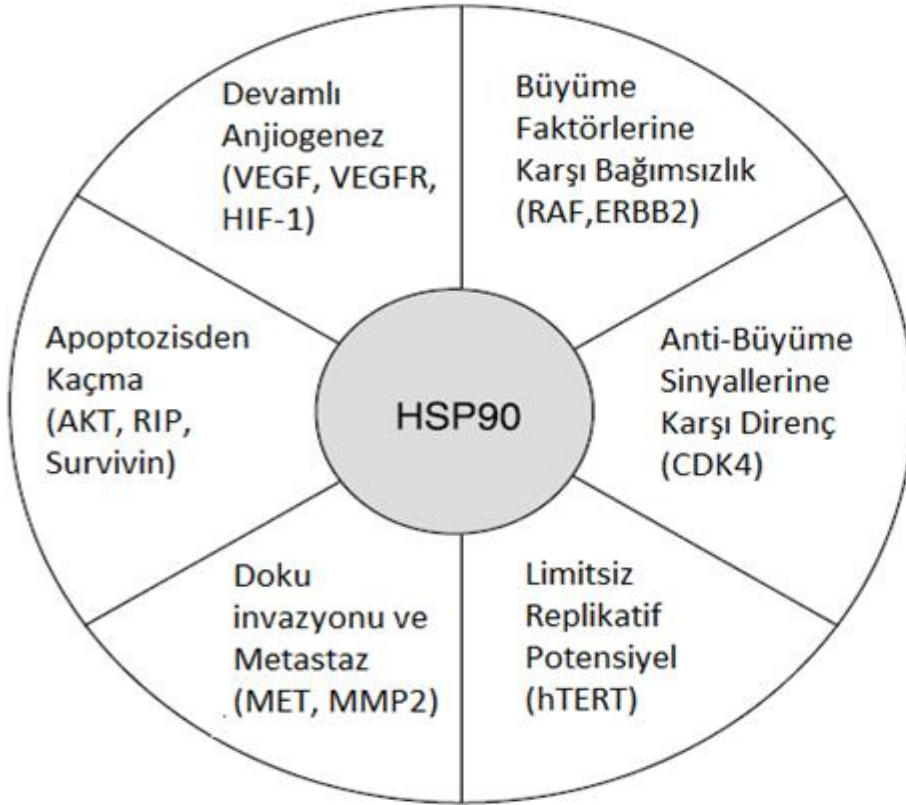 Devamlı
Anjiogenez
(VEGF, VEGFR,
HIF-1)
Büyüme
Faktörlerine
Karşı Bağımsızlık
(RAF,ERBB2)
Apoptozisden
Kaçma
(AKT, RIP,
Survivin)
HSP90
Anti-Büyüme
Sinyallerine
Karşı Direnç
(CDK4)
Doku
invazyonu ve
Metastaz
(MET, MMP2)
Limitsiz
Replikatif
Potensiyel
(hTERT)